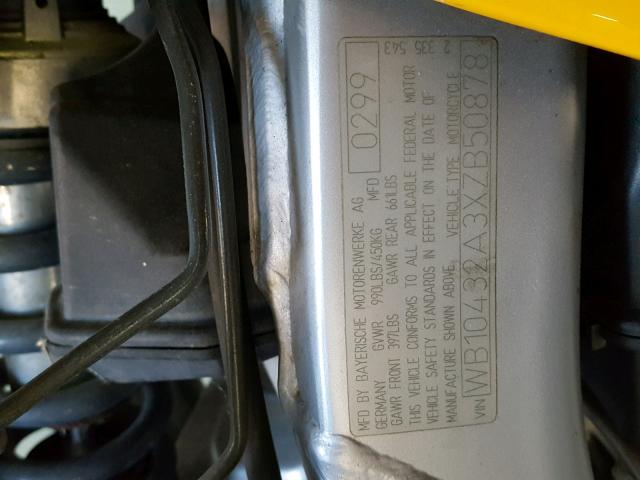 MFD BY BAYERISCHE MOTORENWERKE AG
GERMANY GVWR 990LBS/450KG MFD 0299
GAWR FRONT 397LBS GAWR REAR 661LBS
THIS VEHICLE CONFORMS TO ALL APPLICABLE FEDERAL MOTOR
VEHICLE SAFETY STANDARDS IN EFFECT ON THE DATE OF
MANUFACTURE SHOWN ABOVE. VEHICLE TYPE MOTORCYCLE
2 335 543
VIN WB10432A3XZB50878